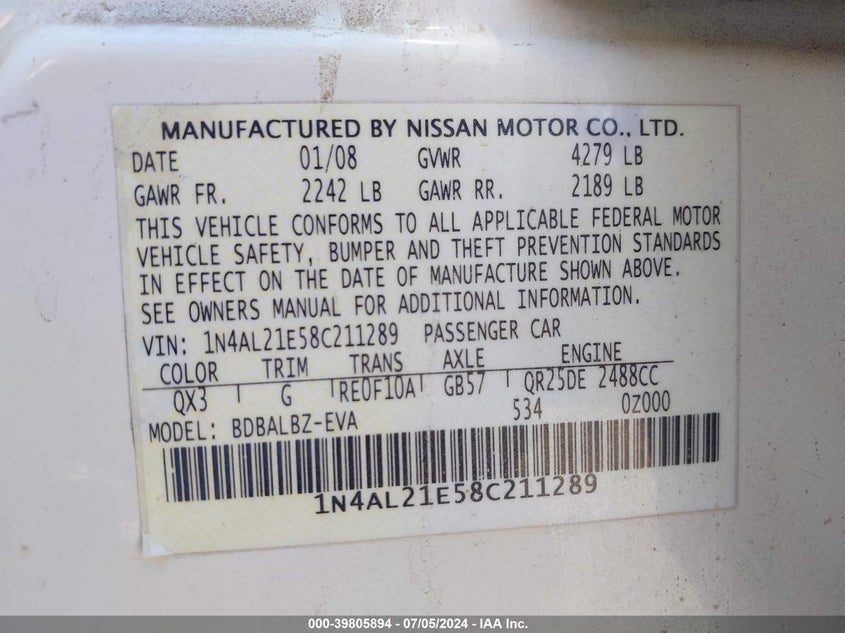 MANUFACTURED BY NISSAN MOTOR CO., LTD.
DATE 01/08 GVWR 4279 LB
GAWR FR. 2242 LB GAWR RR. 2189 LB
THIS VEHICLE CONFORMS TO ALL APPLICABLE FEDERAL MOTOR
VEHICLE SAFETY, BUMPER AND THEFT PREVENTION STANDARDS
IN EFFECT ON THE DATE OF MANUFACTURE SHOWN ABOVE.
SEE OWNERS MANUAL FOR ADDITIONAL INFORMATION.
VIN: 1N4AL21E58C211289 PASSENGER CAR
COLOR TRIM TRANS AXLE ENGINE
QX3 G RE0F10A GB57 QR25DE 2488CC
534 0Z000
MODEL: BDBALBZ-EVA
1N4AL21E58C211289
000-39805894 - 07/05/2024 - IAA Inc.